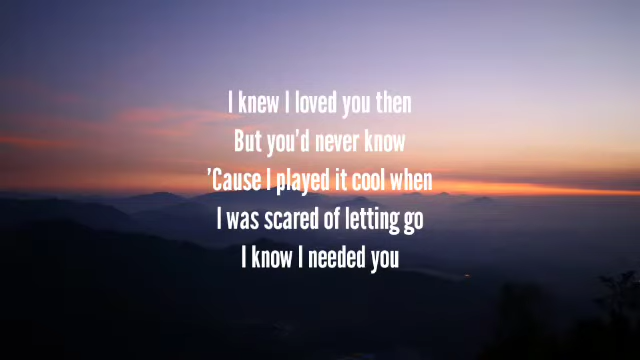 I knew I loved you then
But you'd never know
'Cause I played it cool when
I was scared of letting go
I know I needed you